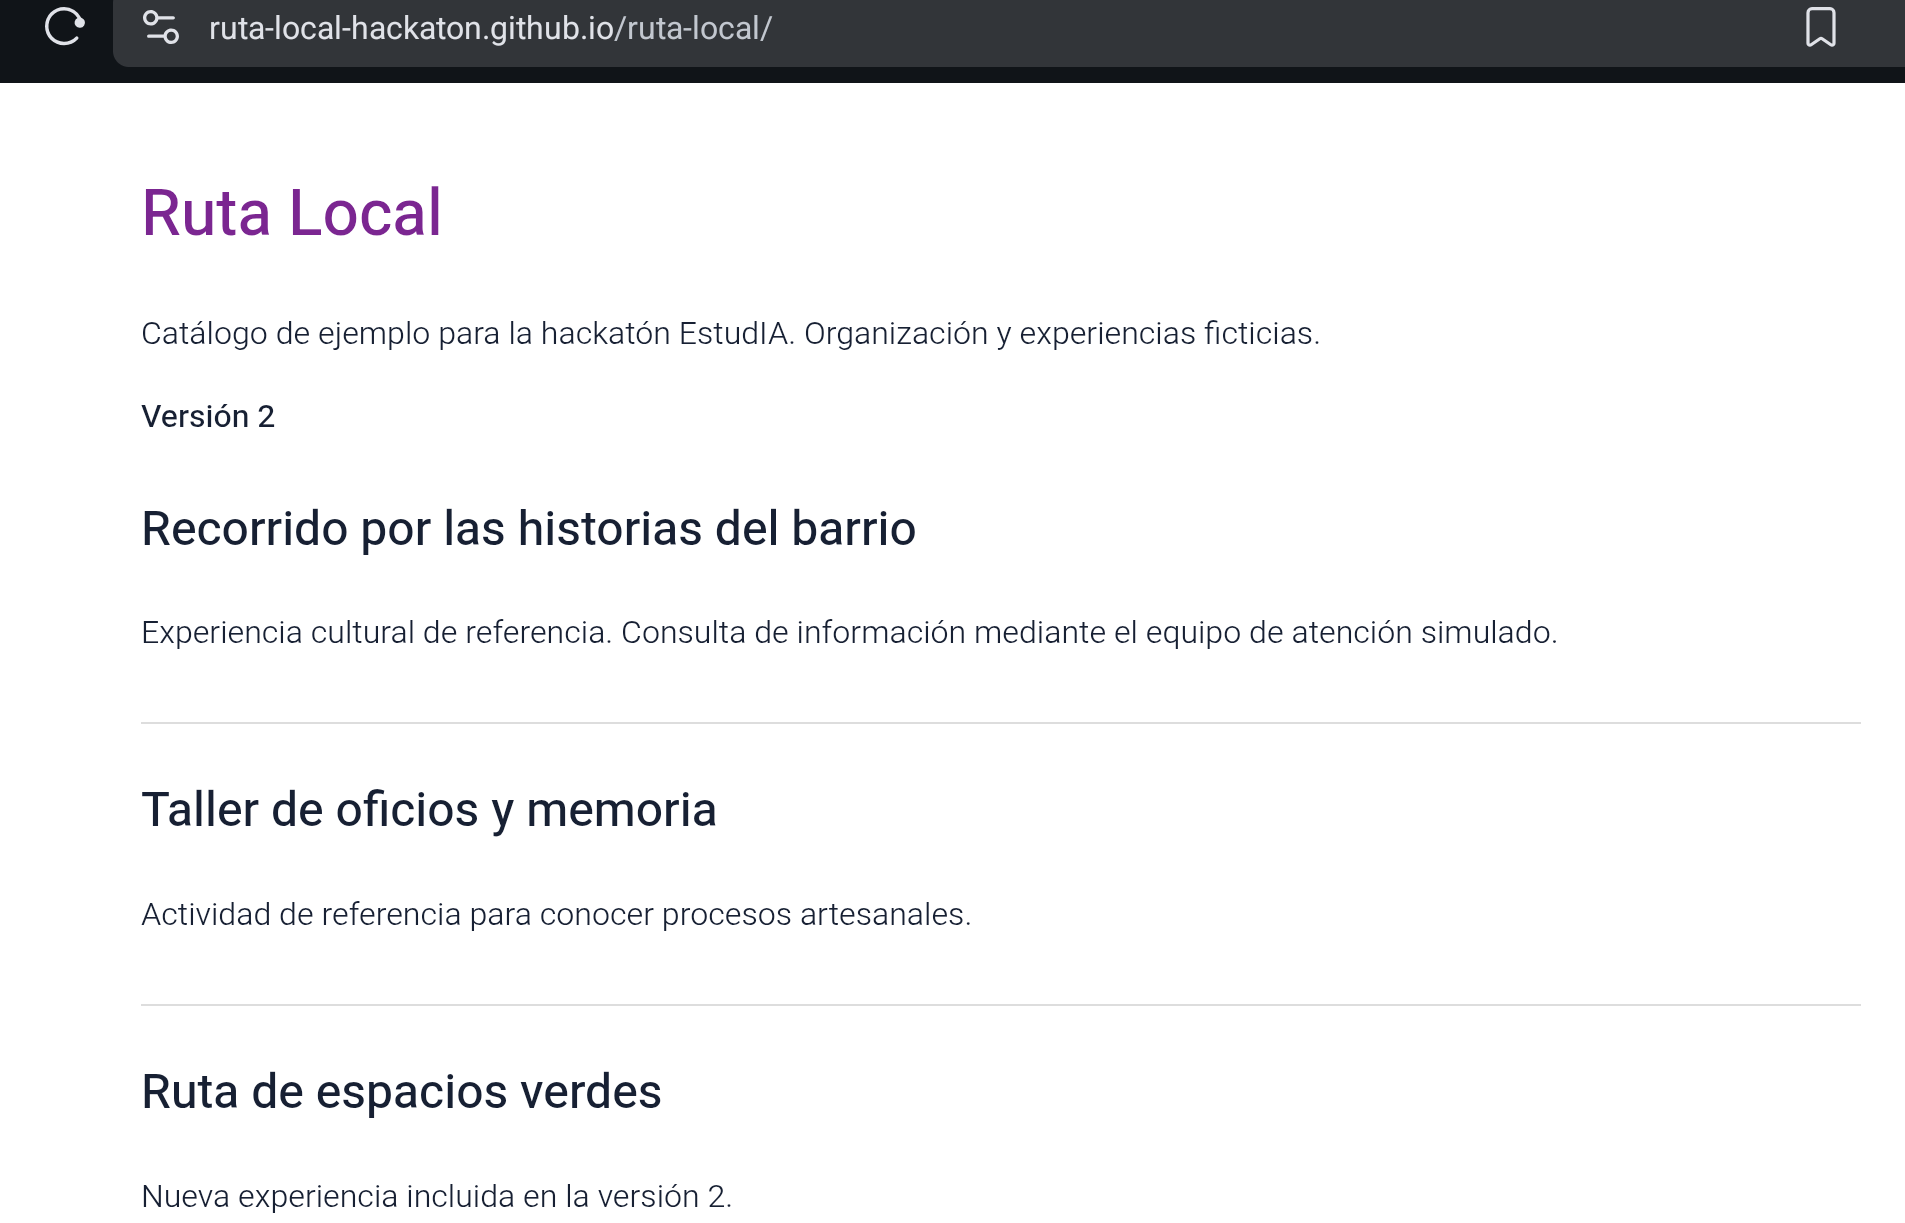 ruta-local-hackaton.github.io/ruta-local/
Ruta Local
Catálogo de ejemplo para la hackatón EstudIA. Organización y experiencias ficticias.
Versión 2
Recorrido por las historias del barrio
Experiencia cultural de referencia. Consulta de información mediante el equipo de atención simulado.
Taller de oficios y memoria
Actividad de referencia para conocer procesos artesanales.
Ruta de espacios verdes
Nueva experiencia incluida en la versión 2.